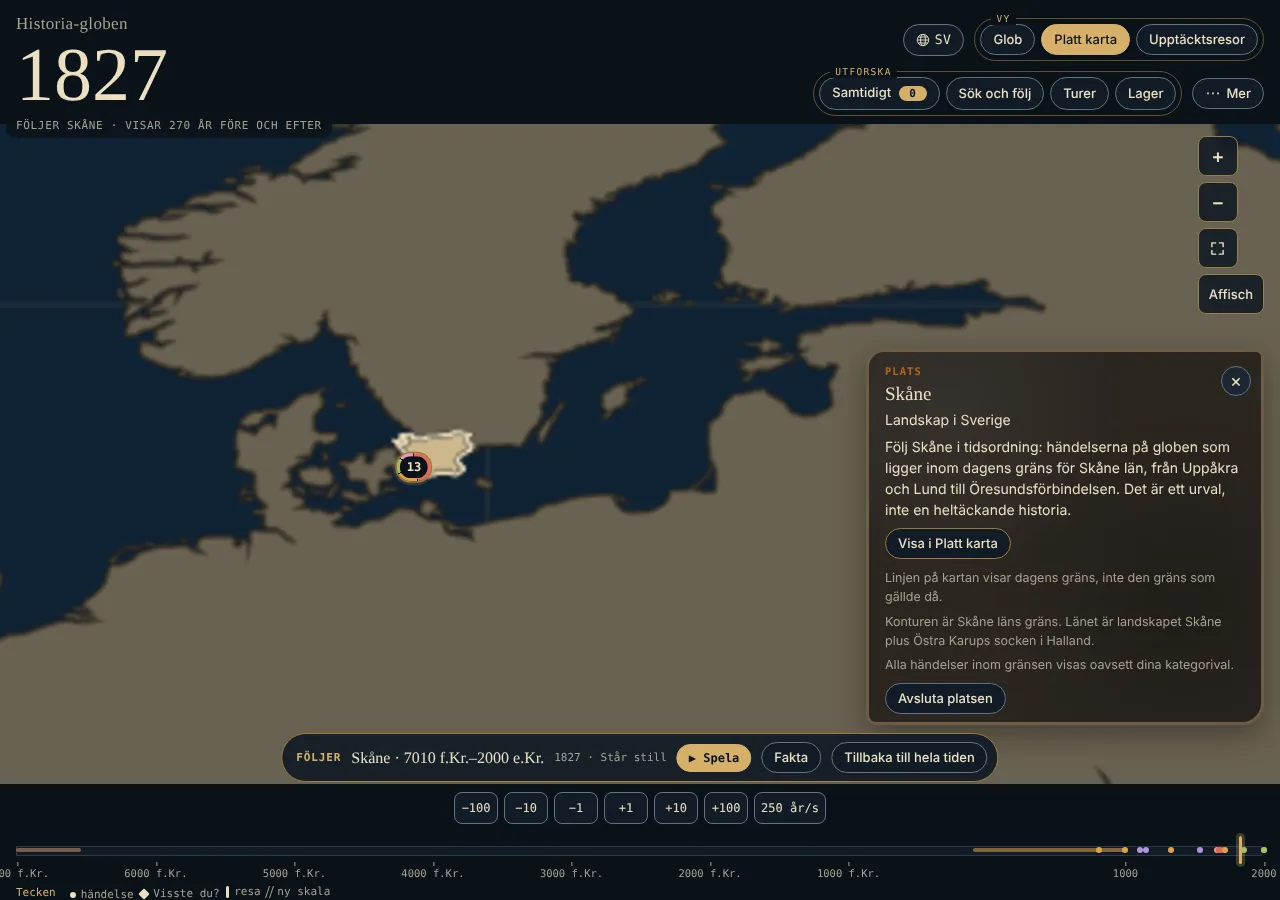 Historia-globen
1827
FÖLJER SKÅNE · VISAR 270 ÅR FÖRE OCH EFTER
SV
VY
Glob
Platt karta
Upptäcktsresor
UTFORSKA
Samtidigt 0
Sök och följ
Turer
Lager
··· Mer
+
−
Affisch
13
PLATS
×
Skåne
Landskap i Sverige
Följ Skåne i tidsordning: händelserna på globen som
ligger inom dagens gräns för Skåne län, från Uppåkra
och Lund till Öresundsförbindelsen. Det är ett urval,
inte en heltäckande historia.
Visa i Platt karta
Linjen på kartan visar dagens gräns, inte den gräns som
gällde då.
Konturen är Skåne läns gräns. Länet är landskapet Skåne
plus Östra Karups socken i Halland.
Alla händelser inom gränsen visas oavsett dina kategorival.
Avsluta platsen
FÖLJER Skåne · 7010 f.Kr.–2000 e.Kr. 1827 · Står still ▶ Spela Fakta Tillbaka till hela tiden
−100 −10 −1 +1 +10 +100 250 år/s
00 f.Kr. 6000 f.Kr. 5000 f.Kr. 4000 f.Kr. 3000 f.Kr. 2000 f.Kr. 1000 f.Kr. 1000 2000
Tecken händelse Visste du? resa // ny skala